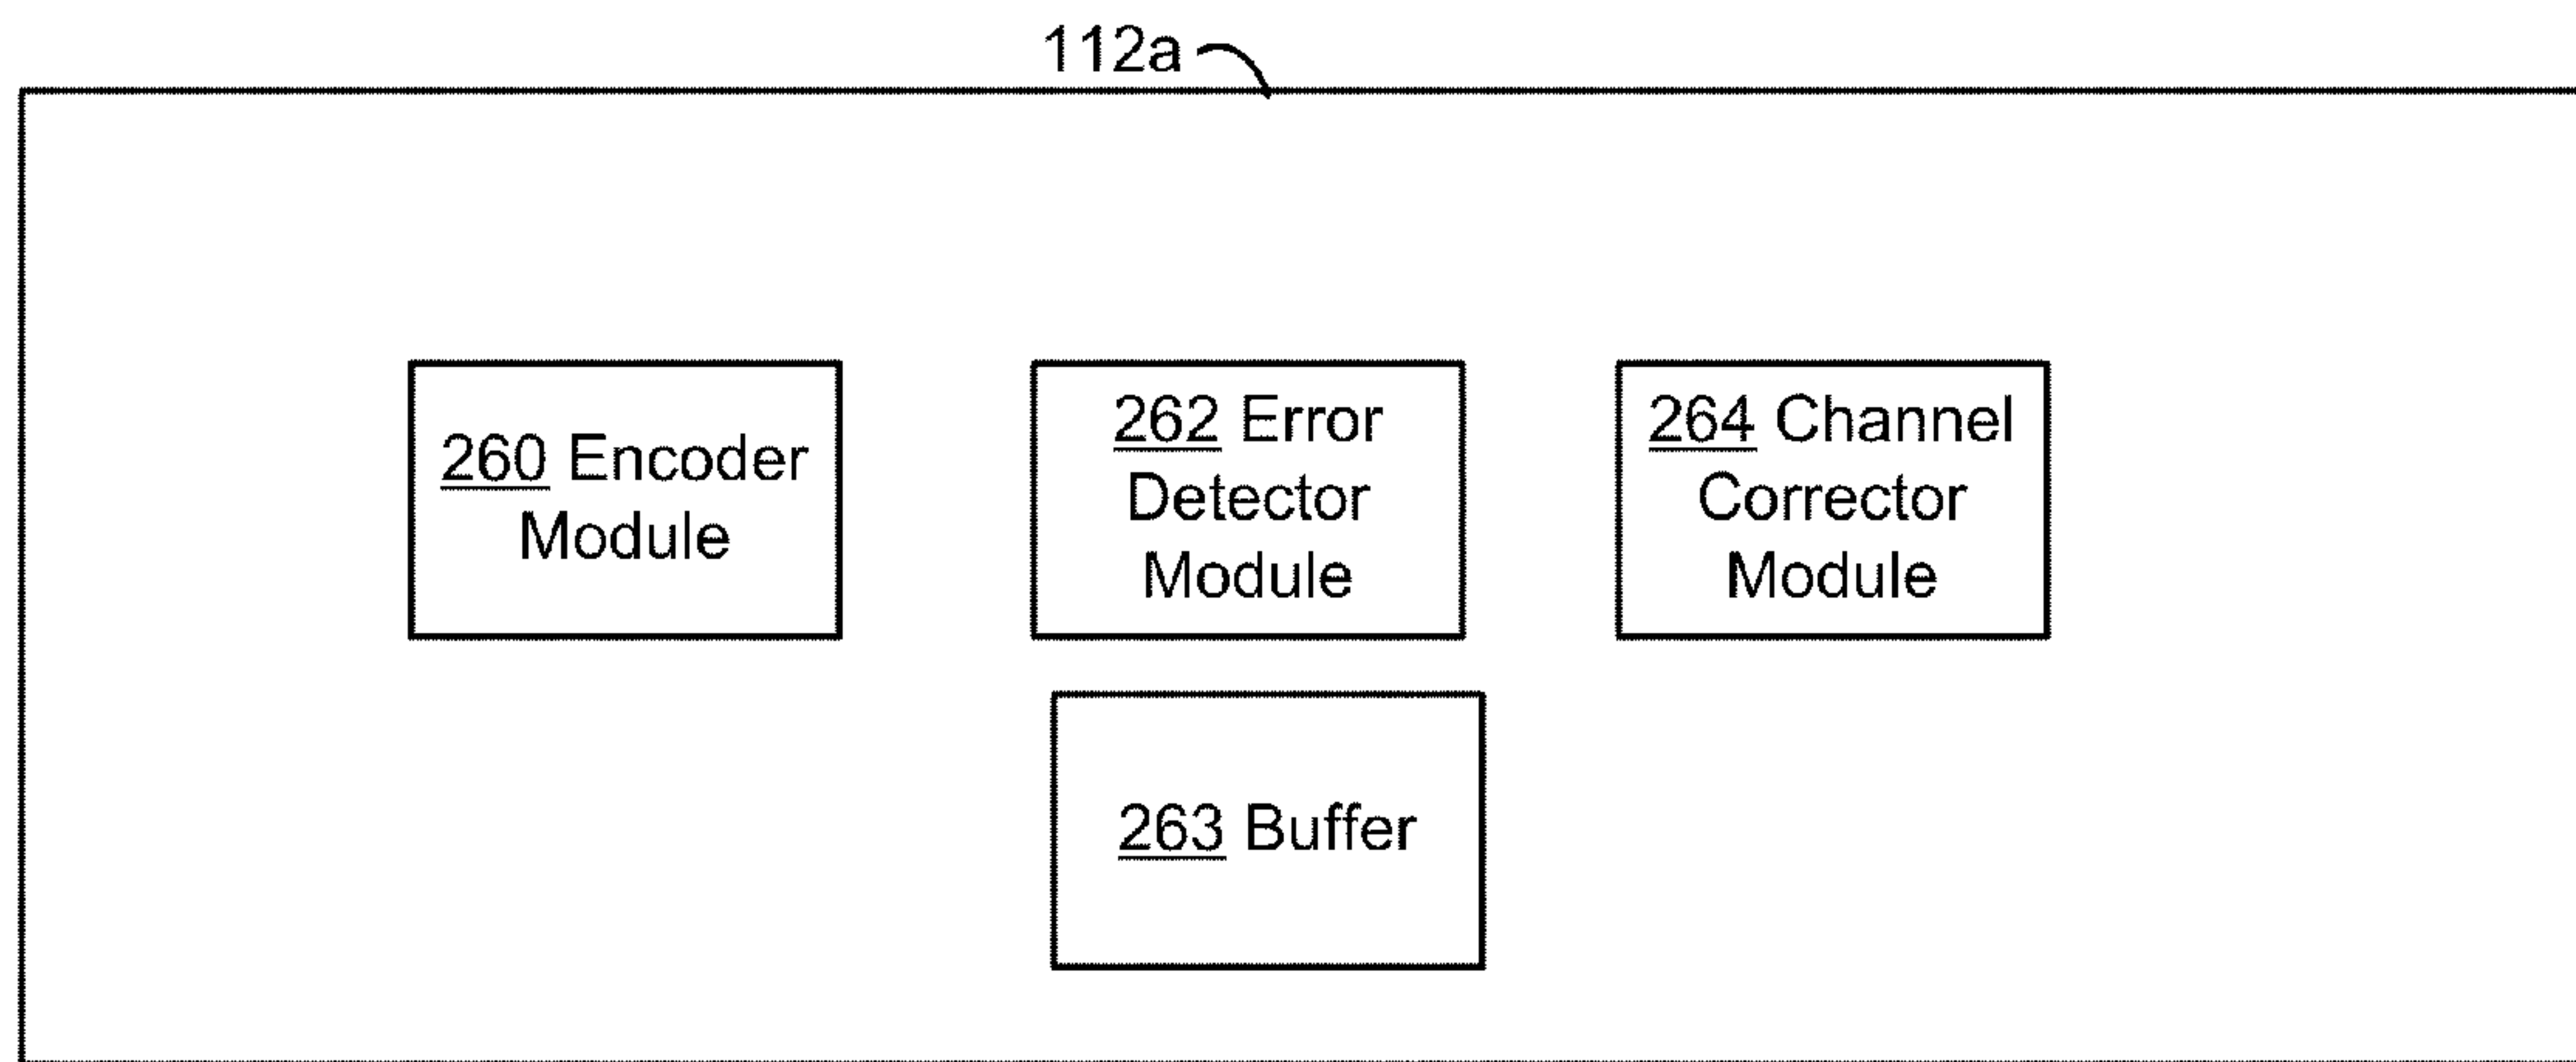 112a
260 Encoder
Module
262 Error
Detector
Module
264 Channel
Corrector
Module
263 Buffer